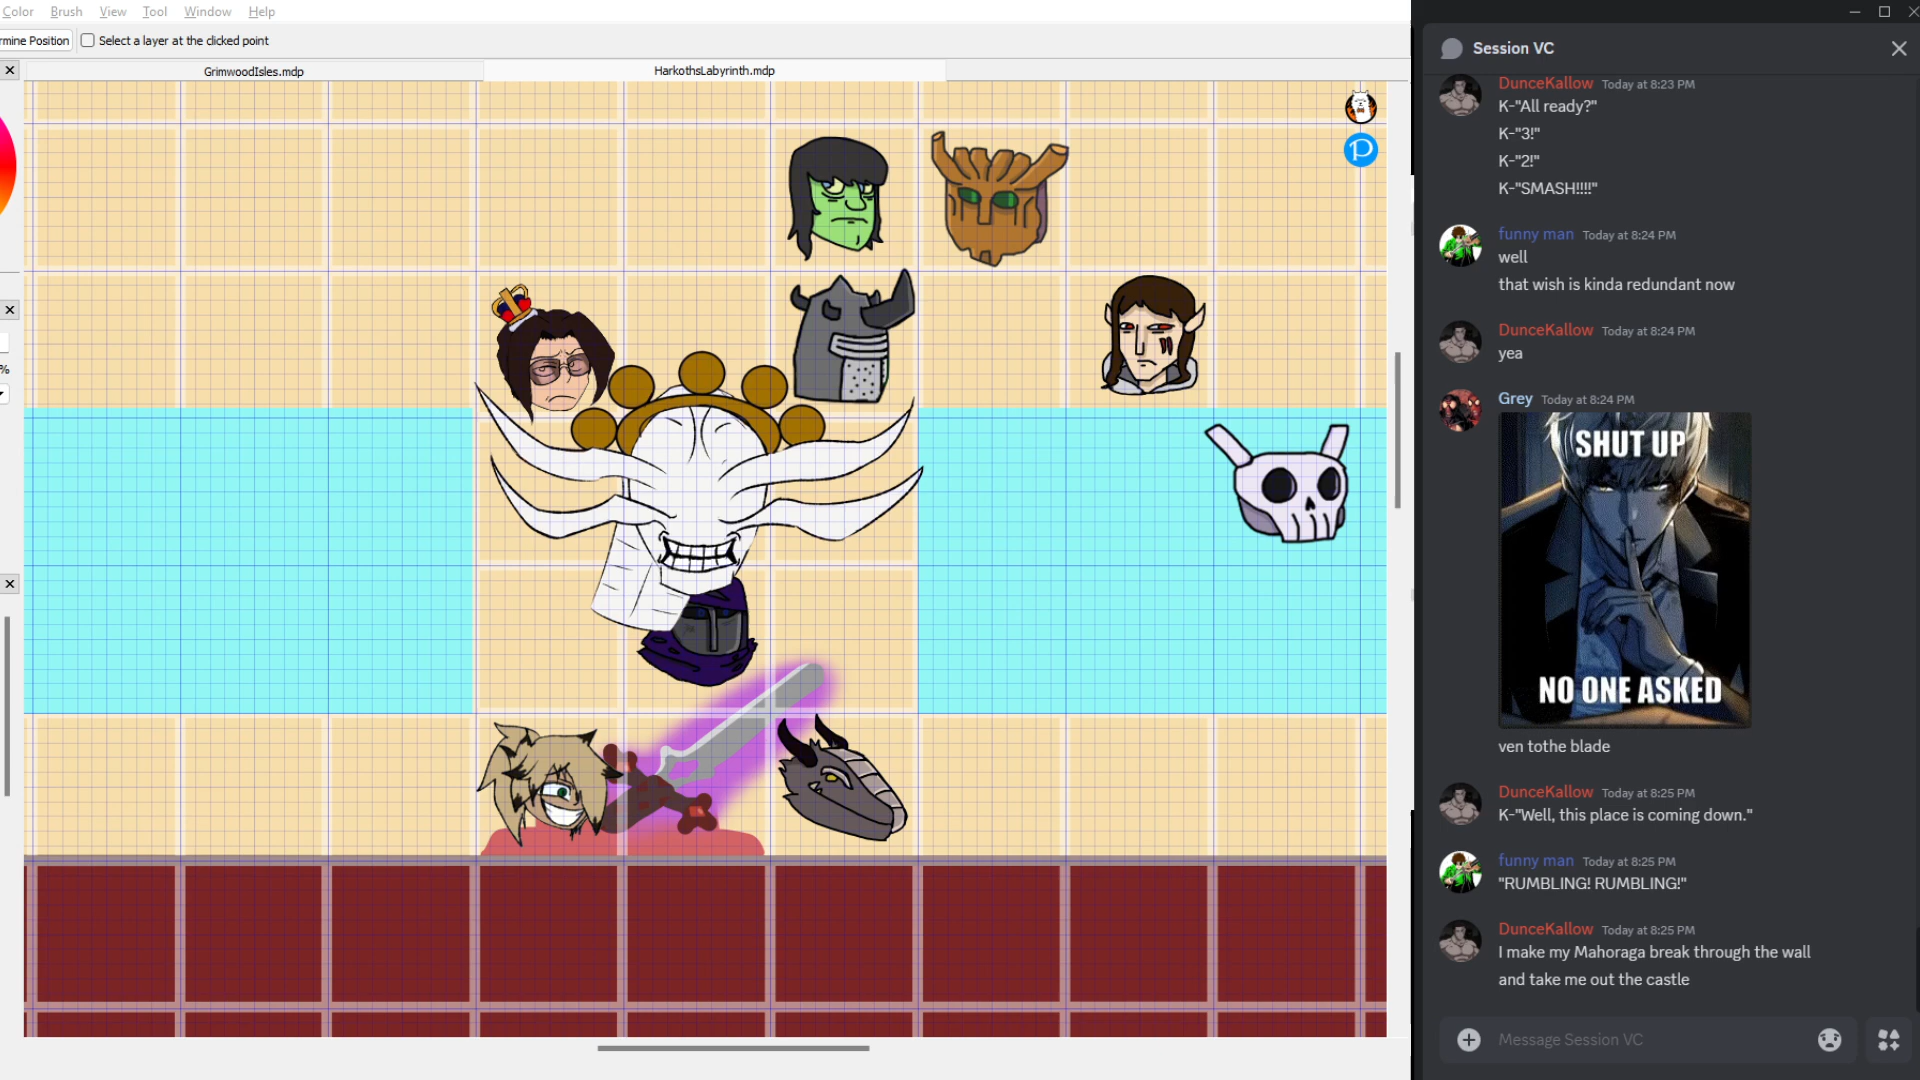 Color Brush View Tool Window Help
rmine Position Select a layer at the clicked point
GrimwoodIsles.mdp HarkothsLabyrinth.mdp
%
Session VC
DunceKallow Today at 8:23 PM
K-"All ready?"
K-"3!"
K-"2!"
K-"SMASH!!!!"
funny man Today at 8:24 PM
well
that wish is kinda redundant now
DunceKallow Today at 8:24 PM
yea
Grey Today at 8:24 PM
SHUT UP
NO ONE ASKED
ven tothe blade
DunceKallow Today at 8:25 PM
K-"Well, this place is coming down."
funny man Today at 8:25 PM
"RUMBLING! RUMBLING!"
DunceKallow Today at 8:25 PM
I make my Mahoraga break through the wall
and take me out the castle
Message Session VC